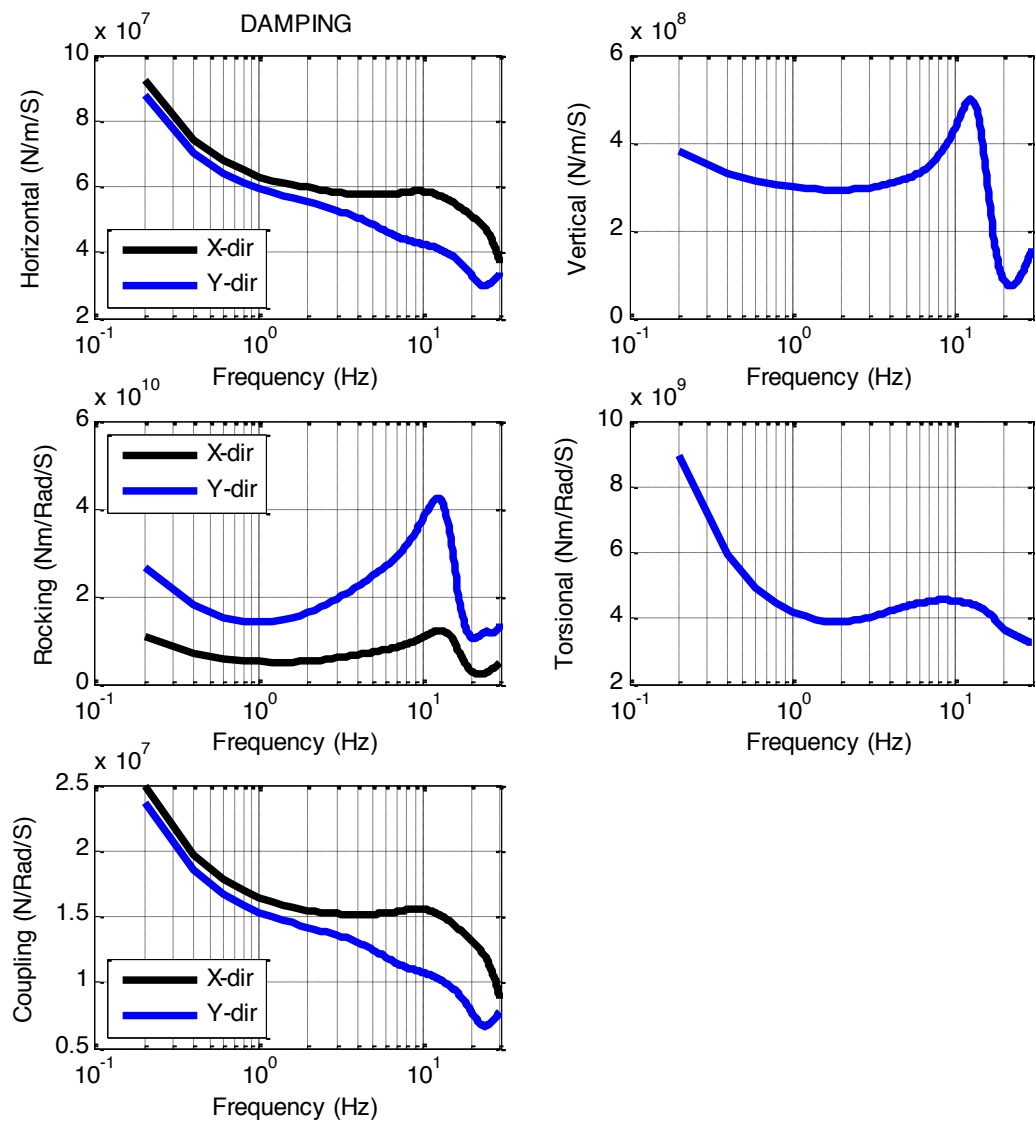 DAMPING
x 10^7
10
8
6
4
2
Horizontal (N/m/S)
X-dir
Y-dir
10^-1 10^0 10^1
Frequency (Hz)
x 10^8
6
4
2
0
Vertical (N/m/S)
10^-1 10^0 10^1
Frequency (Hz)
x 10^10
6
4
2
0
Rocking (Nm/Rad/S)
X-dir
Y-dir
10^-1 10^0 10^1
Frequency (Hz)
x 10^9
10
8
6
4
2
Torsional (Nm/Rad/S)
10^-1 10^0 10^1
Frequency (Hz)
x 10^7
2.5
2
1.5
1
0.5
Coupling (N/Rad/S)
X-dir
Y-dir
10^-1 10^0 10^1
Frequency (Hz)